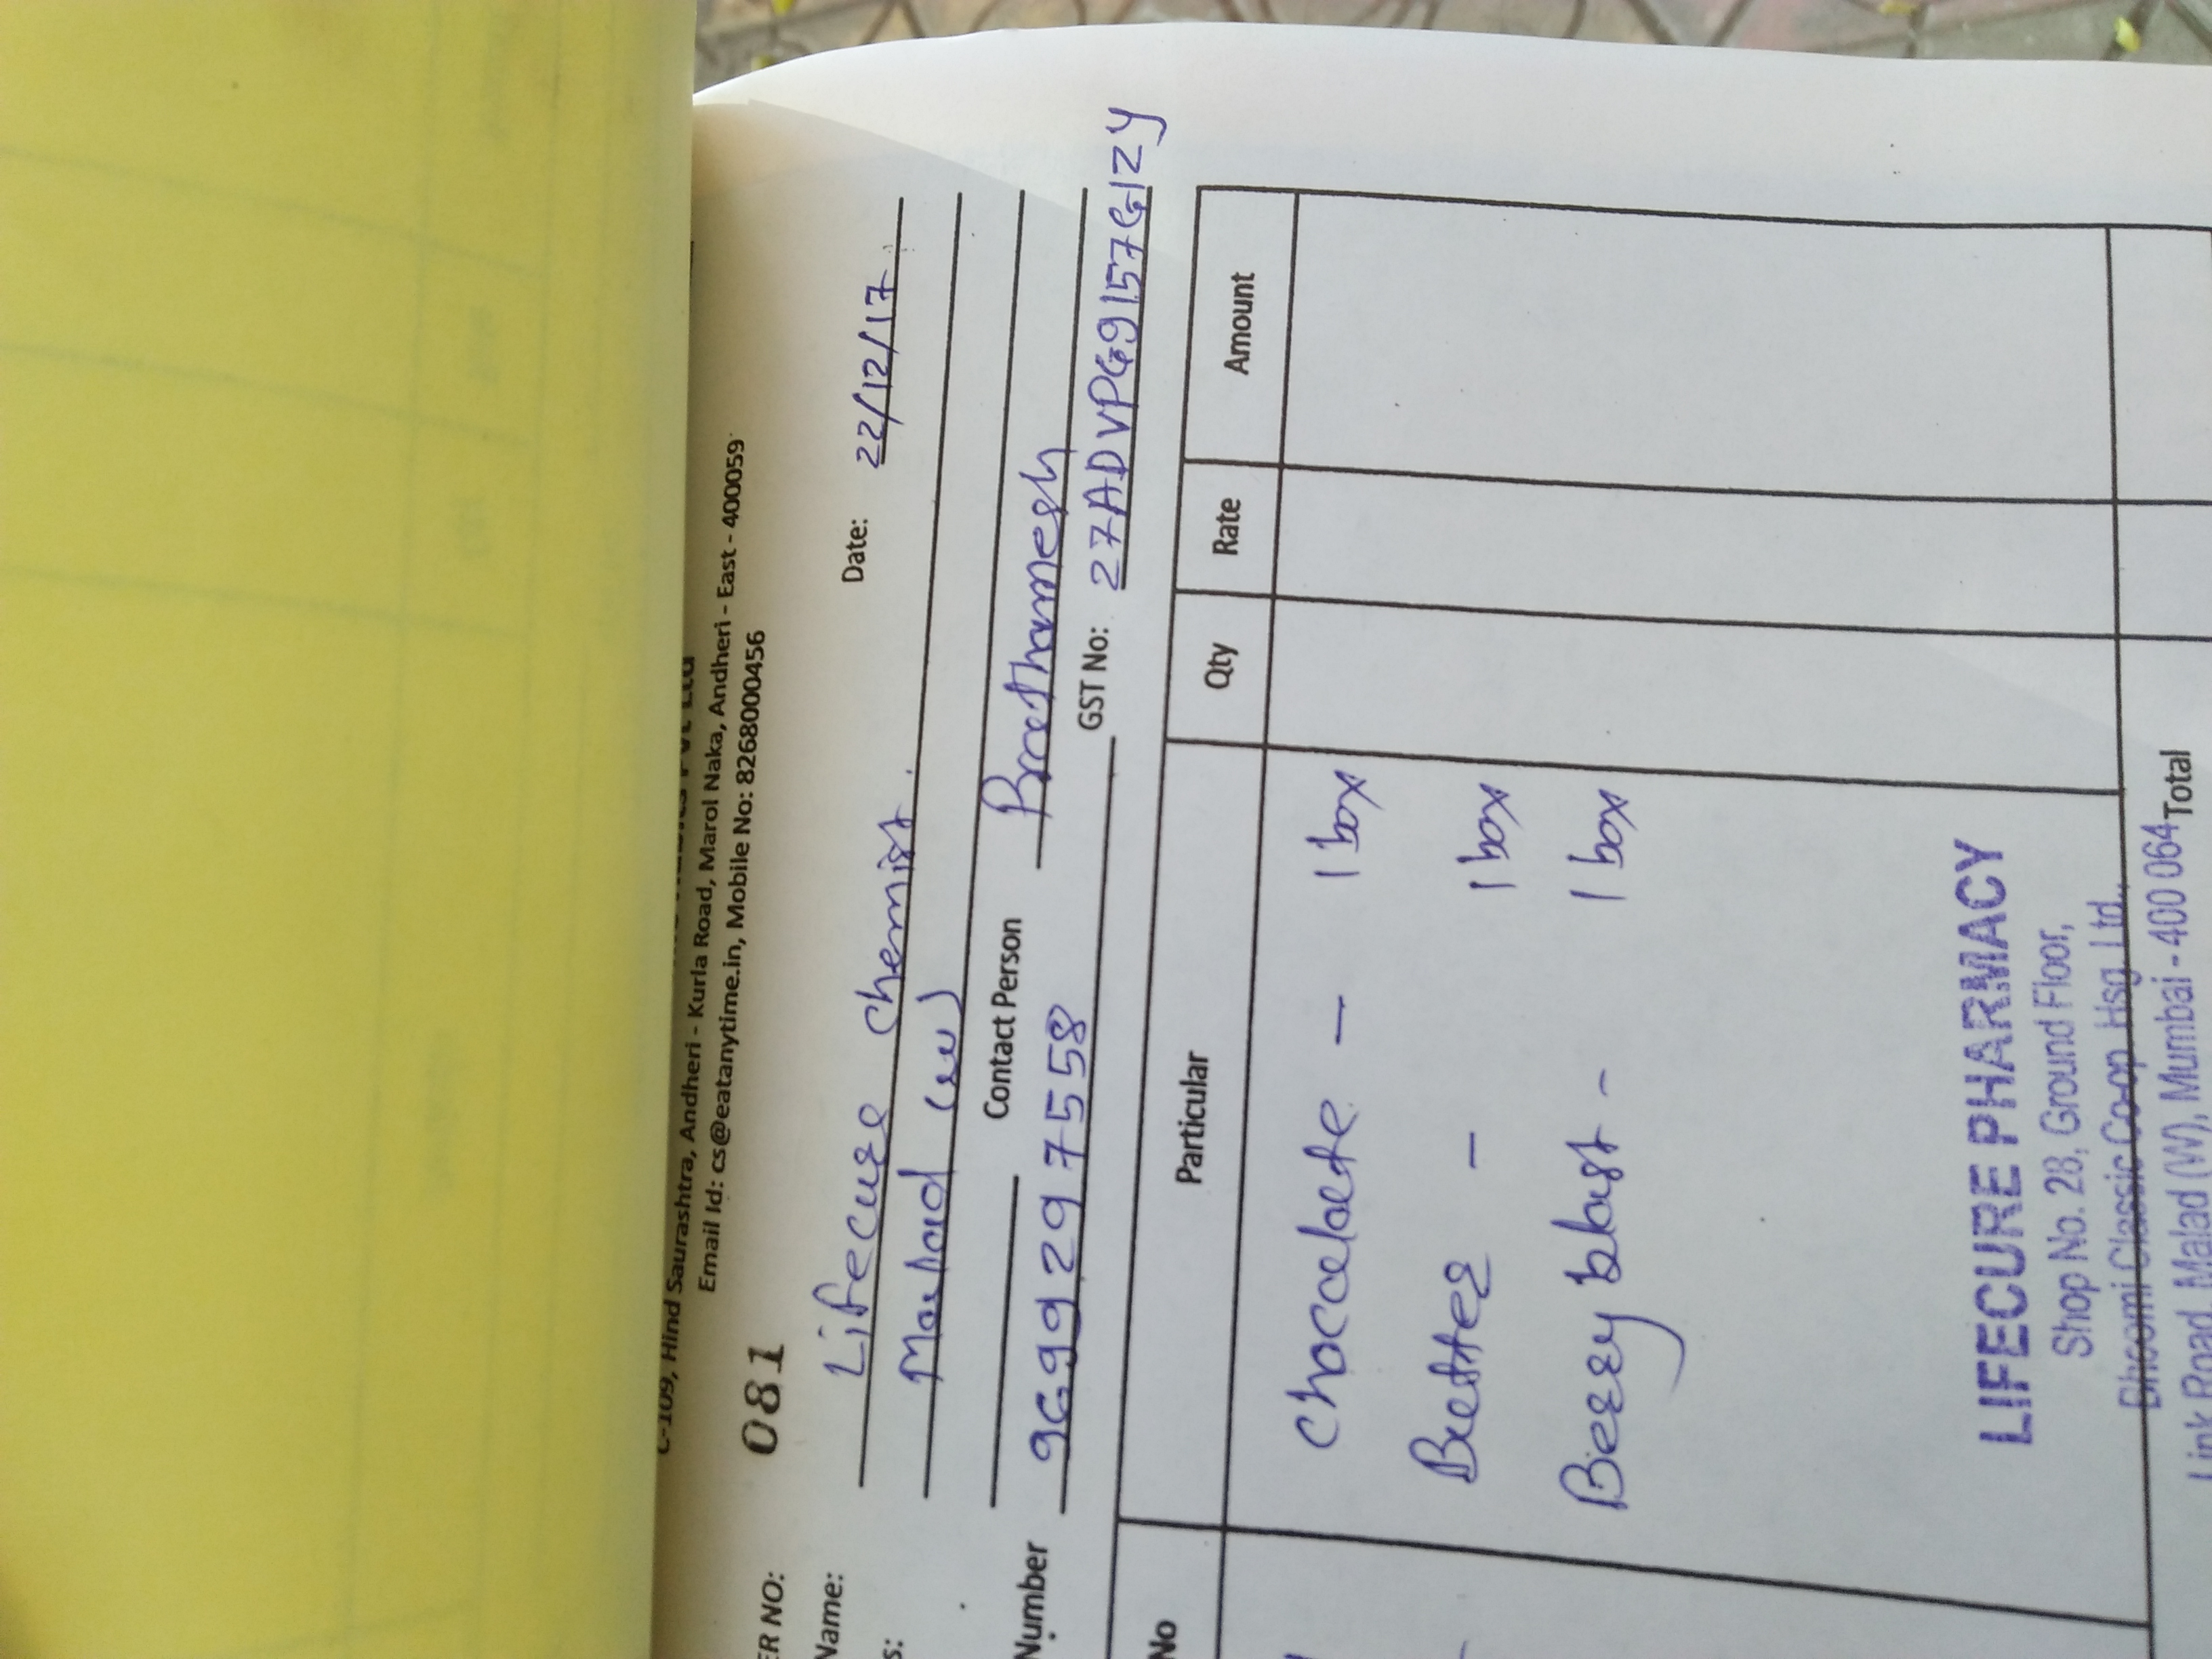 C-109, Hind Saurashtra, Andheri - Kurla Road, Marol Naka, Andheri - East - 400059
Email Id: cs@eatanytime.in, Mobile No: 8268000456
ER NO: 081
Date: 22/12/17
Name: Lifecure chemist.
s: Malad (w)
Contact Person Prathamesh
Number 9699297558 GST No: 27ADVPG9157G1ZY
No Particular Qty Rate Amount
Chocolate - 1 box
Butter - 1 box
Berry blast - 1 box
LIFECURE PHARMACY
Shop No. 28, Ground Floor,
Bhoomi Classic Co-op. Hsg. Ltd.,
Link Road, Malad (W), Mumbai - 400 064
Total